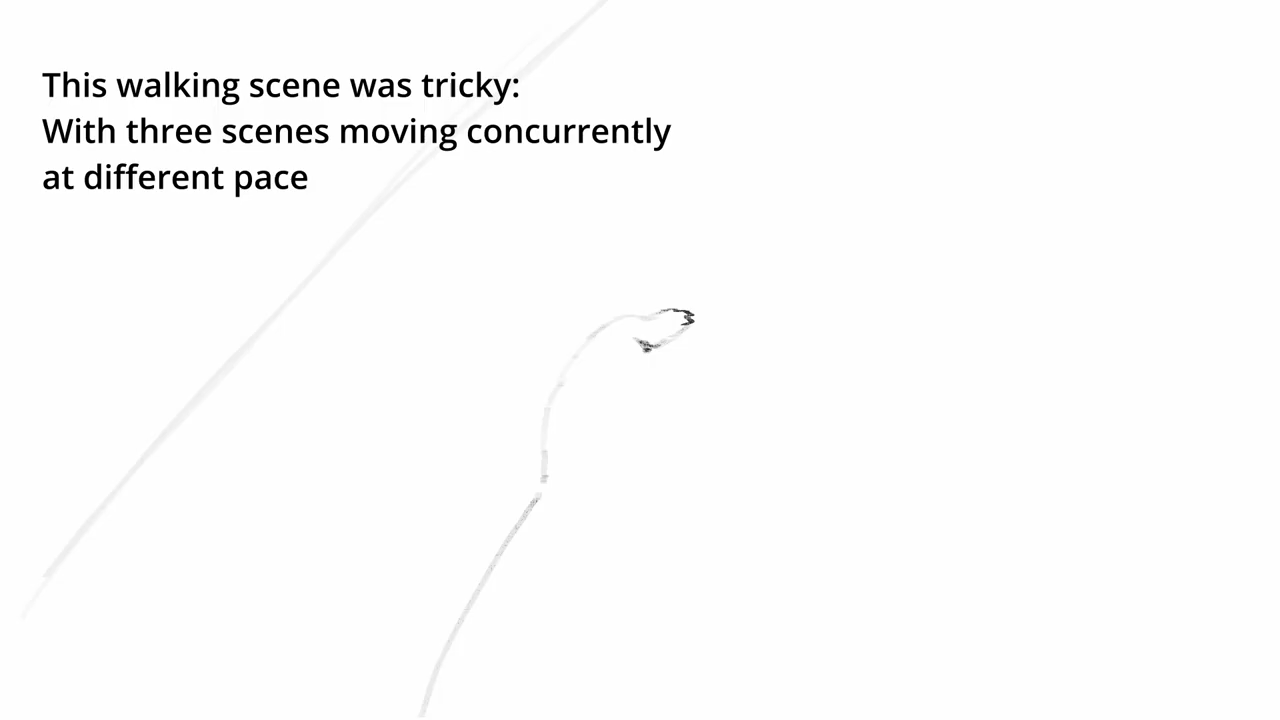 This walking scene was tricky:
With three scenes moving concurrently
at different pace